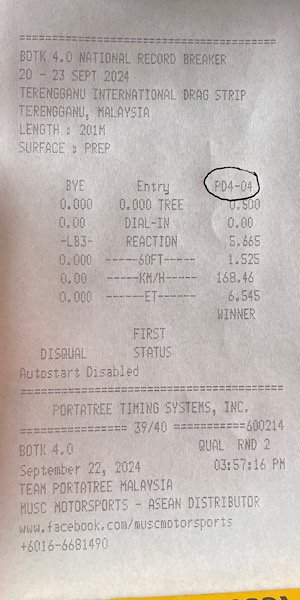 ==========================================
BOTK 4.0 NATIONAL RECORD BREAKER
20 - 23 SEPT 2024
TERENGGANU INTERNATIONAL DRAG STRIP
TERENGGANU, MALAYSIA
LENGTH : 201M
SURFACE : PREP
BYE Entry PD4-04
0.000 0.000 TREE 0.500
0.00 DIAL-IN 0.00
-LB3- REACTION 5.665
0.000 -----60FT----- 1.525
0.00 ------KM/H----- 168.46
0.000 ------ET------ 6.545
WINNER
FIRST
DISQUAL STATUS
Autostart Disabled
==========================================
PORTATREE TIMING SYSTEMS, INC.
================ 39/40 ===========600214
BOTK 4.0 QUAL RND 2
September 22, 2024 03:57:16 PM
TEAM PORTATREE MALAYSIA
MUSC MOTORSPORTS - ASEAN DISTRIBUTOR
www.facebook.com/muscmotorsports
+6016-6681490